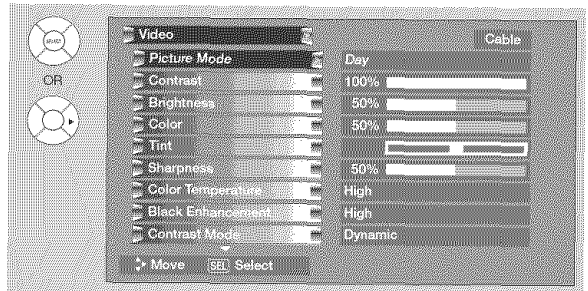 Video
Cable
Picture Mode Day
Contrast 100%
OR
Brightness 50%
Color 50%
Tint
Sharpness 50%
Color Temperature High
Black Enhancement High
Contrast Mode Dynamic
Move SEL Select